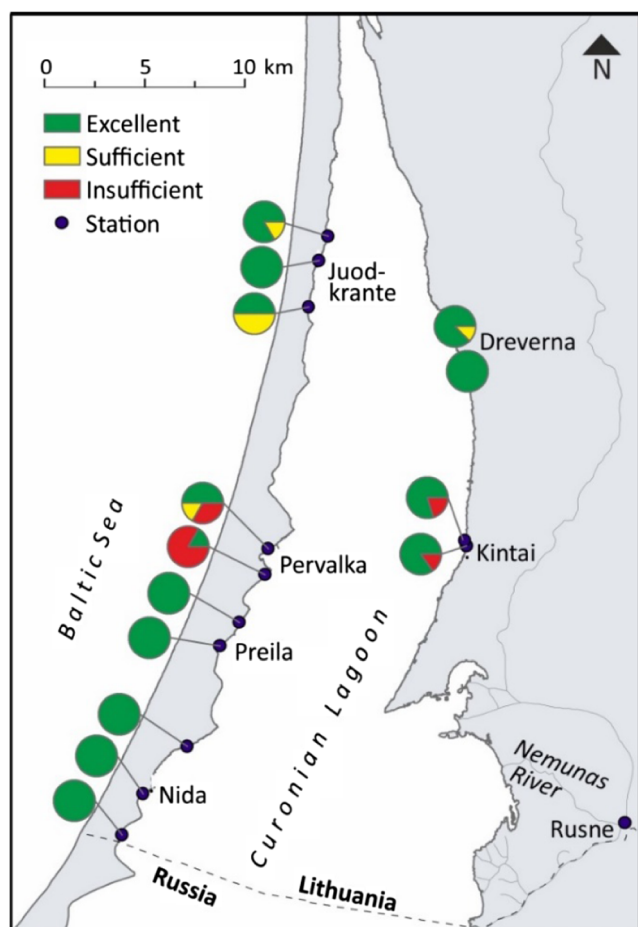 0 5 10 km
N
Excellent
Sufficient
Insufficient
Station
Juod-
krante
Dreverna
Baltic Sea
Pervalka
Kintai
Preila
Curonian Lagoon
Nemunas
River
Nida
Rusne
Russia
Lithuania